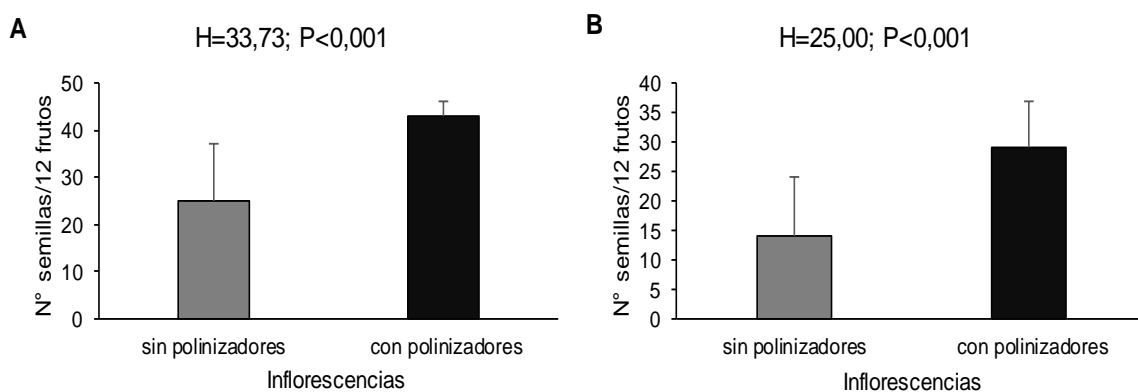 A
H=33,73; P<0,001
N° semillas/12 frutos
50
40
30
20
10
0
sin polinizadores
con polinizadores
Inflorescencias
B
H=25,00; P<0,001
N° semillas/12 frutos
40
35
30
25
20
15
10
5
0
sin polinizadores
con polinizadores
Inflorescencias